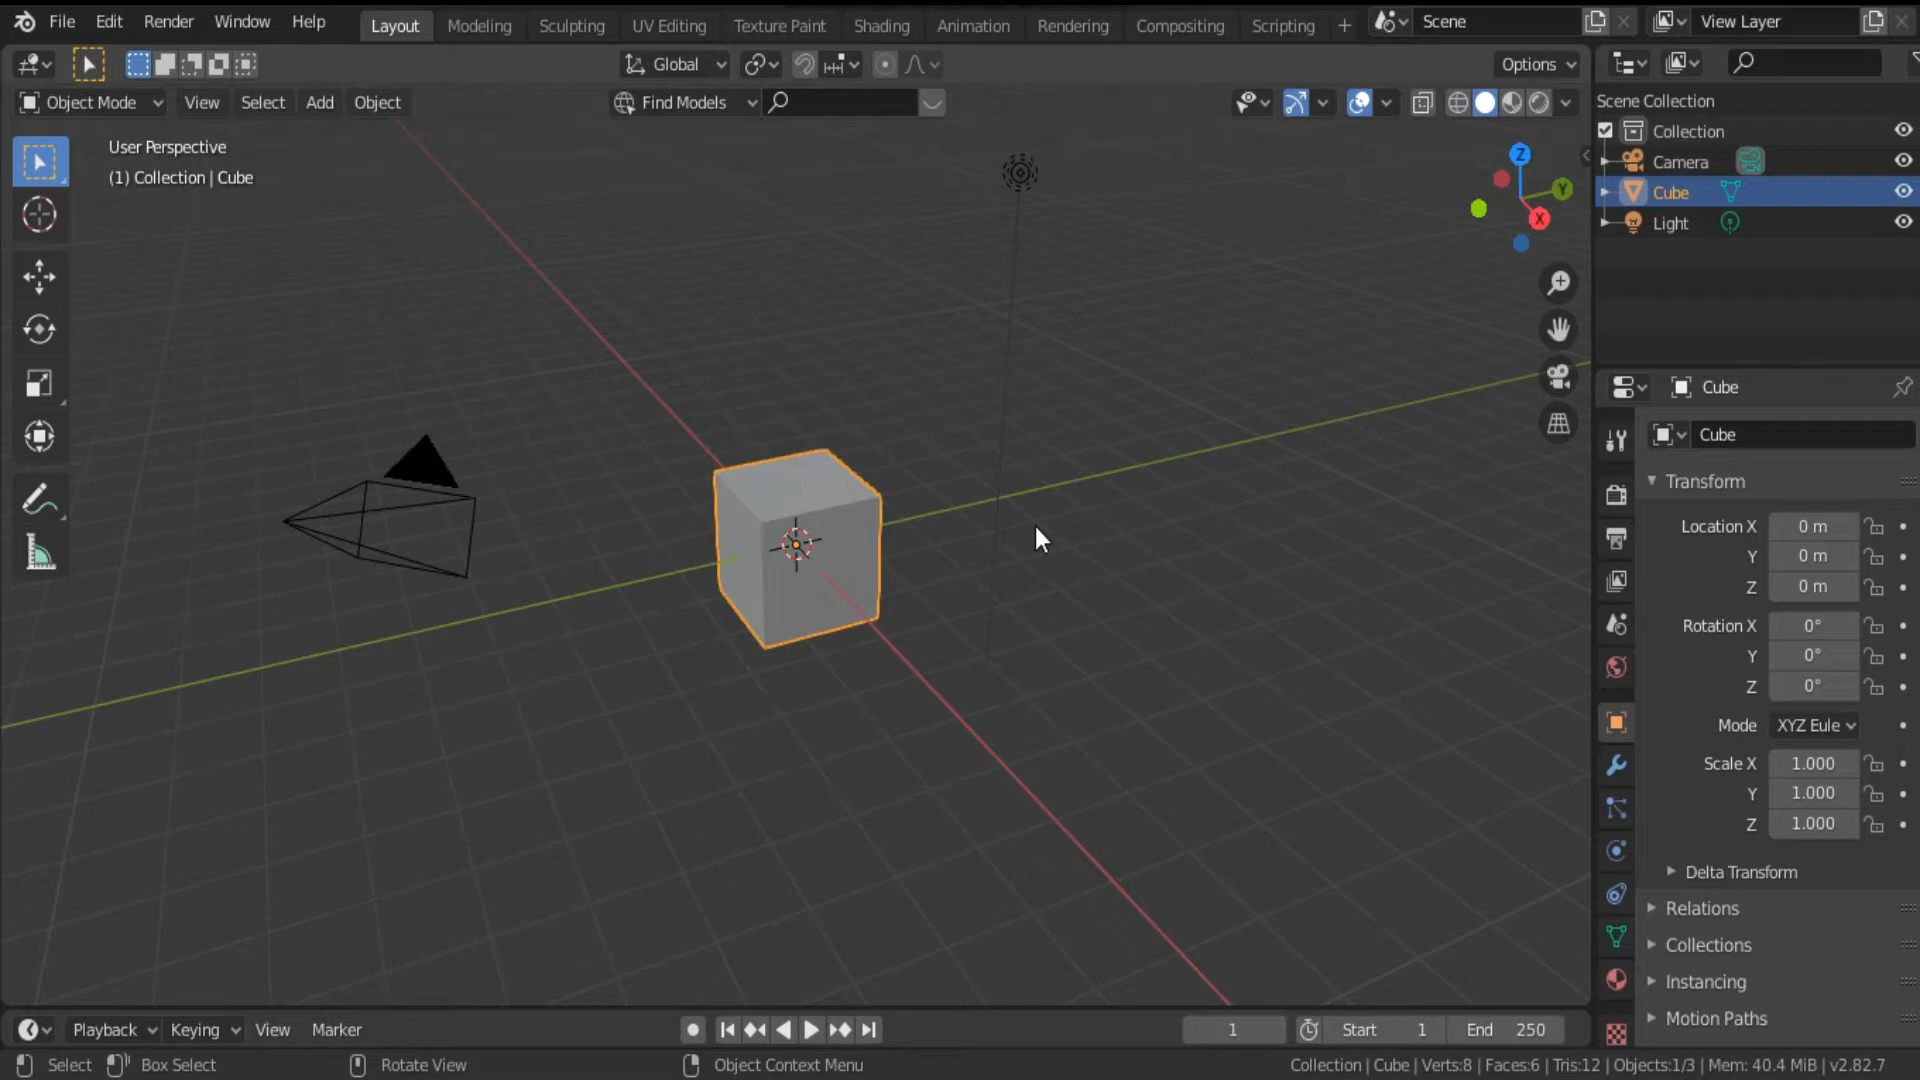 File Edit Render Window Help Layout Modeling Sculpting UV Editing Texture Paint Shading Animation Rendering Compositing Scripting + Scene View Layer
Global Options
Object Mode View Select Add Object Find Models
User Perspective
(1) Collection | Cube
Z
Y
X
Scene Collection
Collection
Camera
Cube
Light
Cube
Cube
Transform
Location X 0 m
Y 0 m
Z 0 m
Rotation X 0°
Y 0°
Z 0°
Mode XYZ Eule
Scale X 1.000
Y 1.000
Z 1.000
Delta Transform
Relations
Collections
Instancing
Motion Paths
Playback Keying View Marker 1 Start 1 End 250
Select Box Select Rotate View Object Context Menu Collection | Cube | Verts:8 | Faces:6 | Tris:12 | Objects:1/3 | Mem: 40.4 MiB | v2.82.7